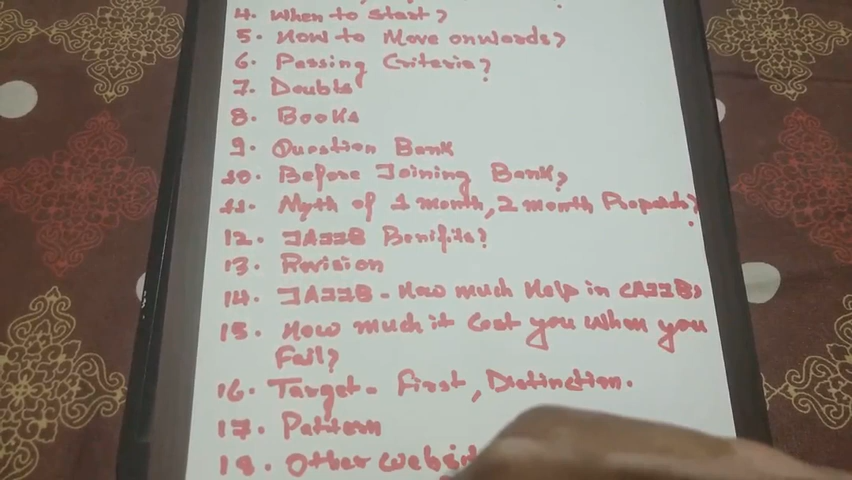 4. When to start?
5. How to Move onwards?
6. Passing Criteria?
7. Doubts
8. Books
9. Question Bank
10. Before Joining Bank?
11. Myth of 1 month, 2 month
12. JAIIB Benifits?
13. Revision
14. JAIIB - How much Help in CAIIB?
15. How much it Cost you when you
Fail?
16. Target - First, Distinction.
17. Pattern
18. Other